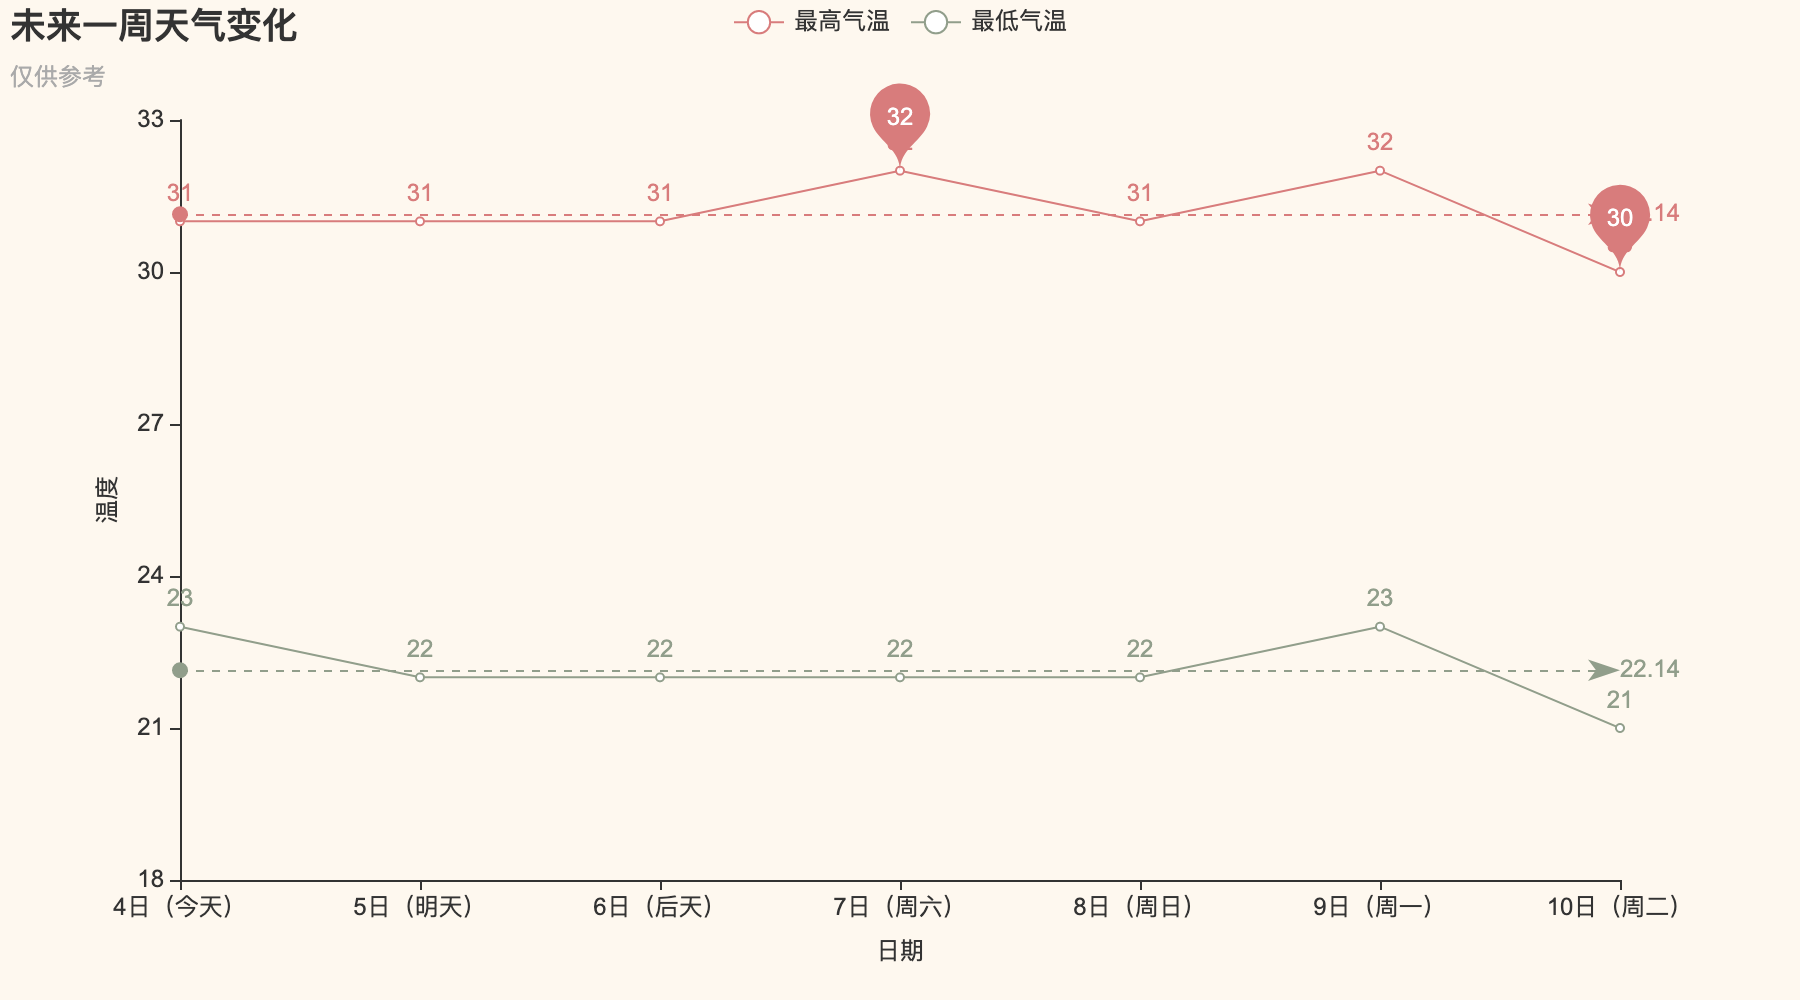 未来一周天气变化
仅供参考
最高气温 最低气温
33
30
27
24
21
18
温度
31 31 31 32 31 32 30
.14
23 22 22 22 22 23 21
22.14
4日（今天） 5日（明天） 6日（后天） 7日（周六） 8日（周日） 9日（周一） 10日（周二）
日期